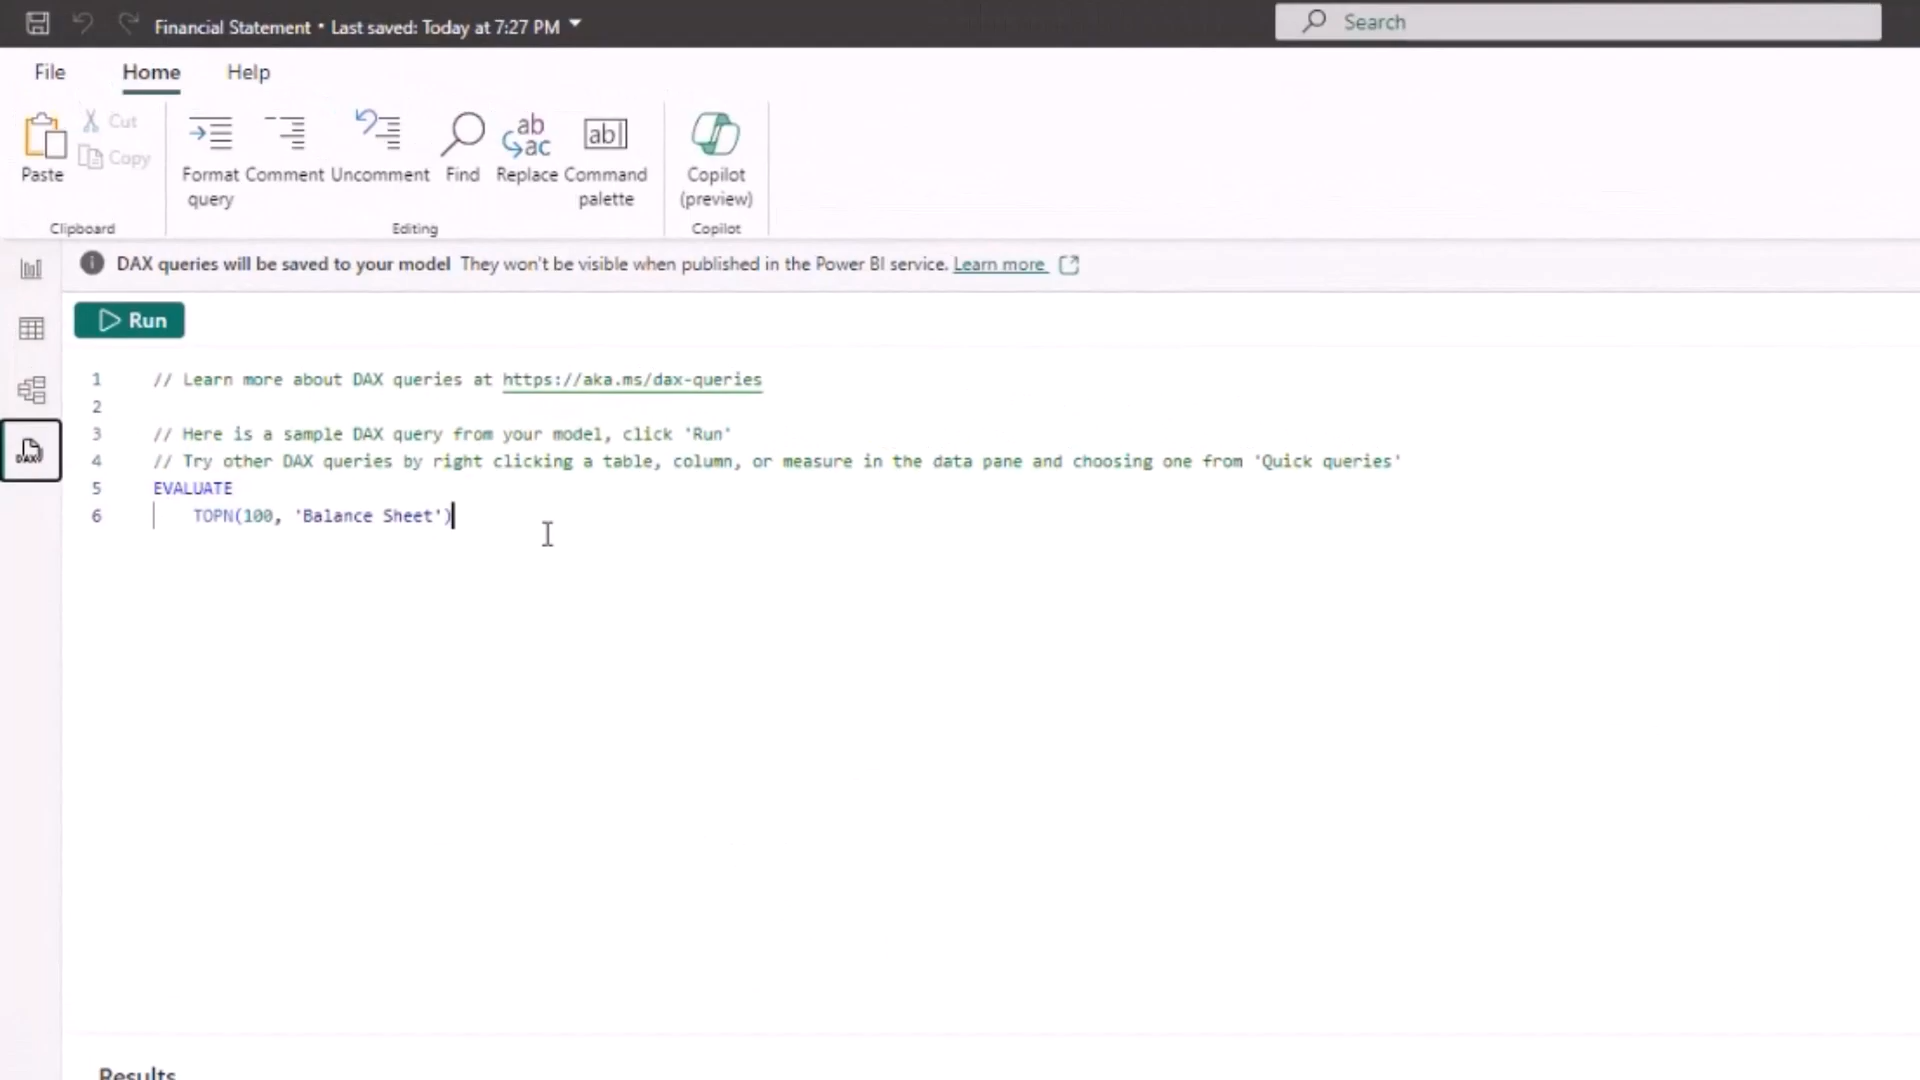 Financial Statement • Last saved: Today at 7:27 PM
Search
File
Home
Help
Paste
Cut
Copy
Clipboard
Format query
Comment
Uncomment
Find
Replace
Command palette
Editing
Copilot (preview)
Copilot
DAX queries will be saved to your model They won't be visible when published in the Power BI service. Learn more
Run
1 // Learn more about DAX queries at https://aka.ms/dax-queries
2
3 // Here is a sample DAX query from your model, click 'Run'
4 // Try other DAX queries by right clicking a table, column, or measure in the data pane and choosing one from 'Quick queries'
5 EVALUATE
6 TOPN(100, 'Balance Sheet')
DAX
Results